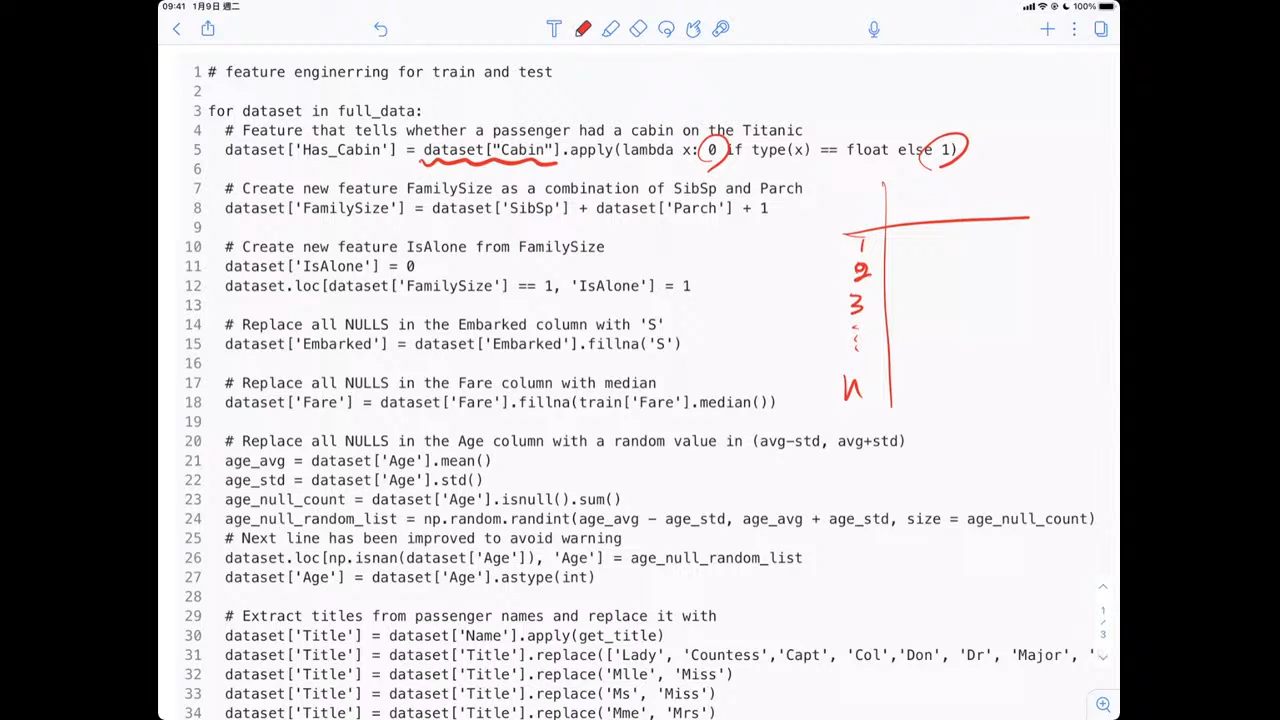 09:41 1月9日 週二
100%
1 # feature enginerring for train and test
2
3 for dataset in full_data:
4 # Feature that tells whether a passenger had a cabin on the Titanic
5 dataset['Has_Cabin'] = dataset["Cabin"].apply(lambda x: 0 if type(x) == float else 1)
6
7 # Create new feature FamilySize as a combination of SibSp and Parch
8 dataset['FamilySize'] = dataset['SibSp'] + dataset['Parch'] + 1
9
10 # Create new feature IsAlone from FamilySize
11 dataset['IsAlone'] = 0
12 dataset.loc[dataset['FamilySize'] == 1, 'IsAlone'] = 1
13
14 # Replace all NULLS in the Embarked column with 'S'
15 dataset['Embarked'] = dataset['Embarked'].fillna('S')
16
17 # Replace all NULLS in the Fare column with median
18 dataset['Fare'] = dataset['Fare'].fillna(train['Fare'].median())
19
20 # Replace all NULLS in the Age column with a random value in (avg-std, avg+std)
21 age_avg = dataset['Age'].mean()
22 age_std = dataset['Age'].std()
23 age_null_count = dataset['Age'].isnull().sum()
24 age_null_random_list = np.random.randint(age_avg - age_std, age_avg + age_std, size = age_null_count)
25 # Next line has been improved to avoid warning
26 dataset.loc[np.isnan(dataset['Age']), 'Age'] = age_null_random_list
27 dataset['Age'] = dataset['Age'].astype(int)
28
29 # Extract titles from passenger names and replace it with
30 dataset['Title'] = dataset['Name'].apply(get_title)
31 dataset['Title'] = dataset['Title'].replace(['Lady', 'Countess','Capt', 'Col','Don', 'Dr', 'Major', '
32 dataset['Title'] = dataset['Title'].replace('Mlle', 'Miss')
33 dataset['Title'] = dataset['Title'].replace('Ms', 'Miss')
34 dataset['Title'] = dataset['Title'].replace('Mme', 'Mrs')
1
2
3
n
1
/
3